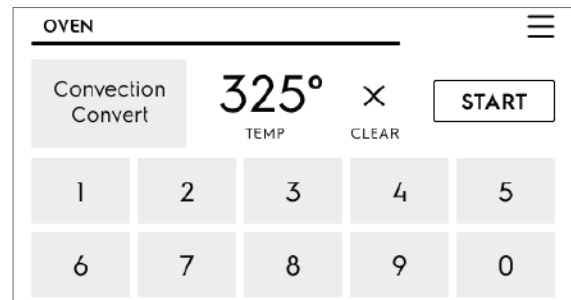 OVEN
Convection
Convert
325°
TEMP
×
CLEAR
START
1 2 3 4 5
6 7 8 9 0